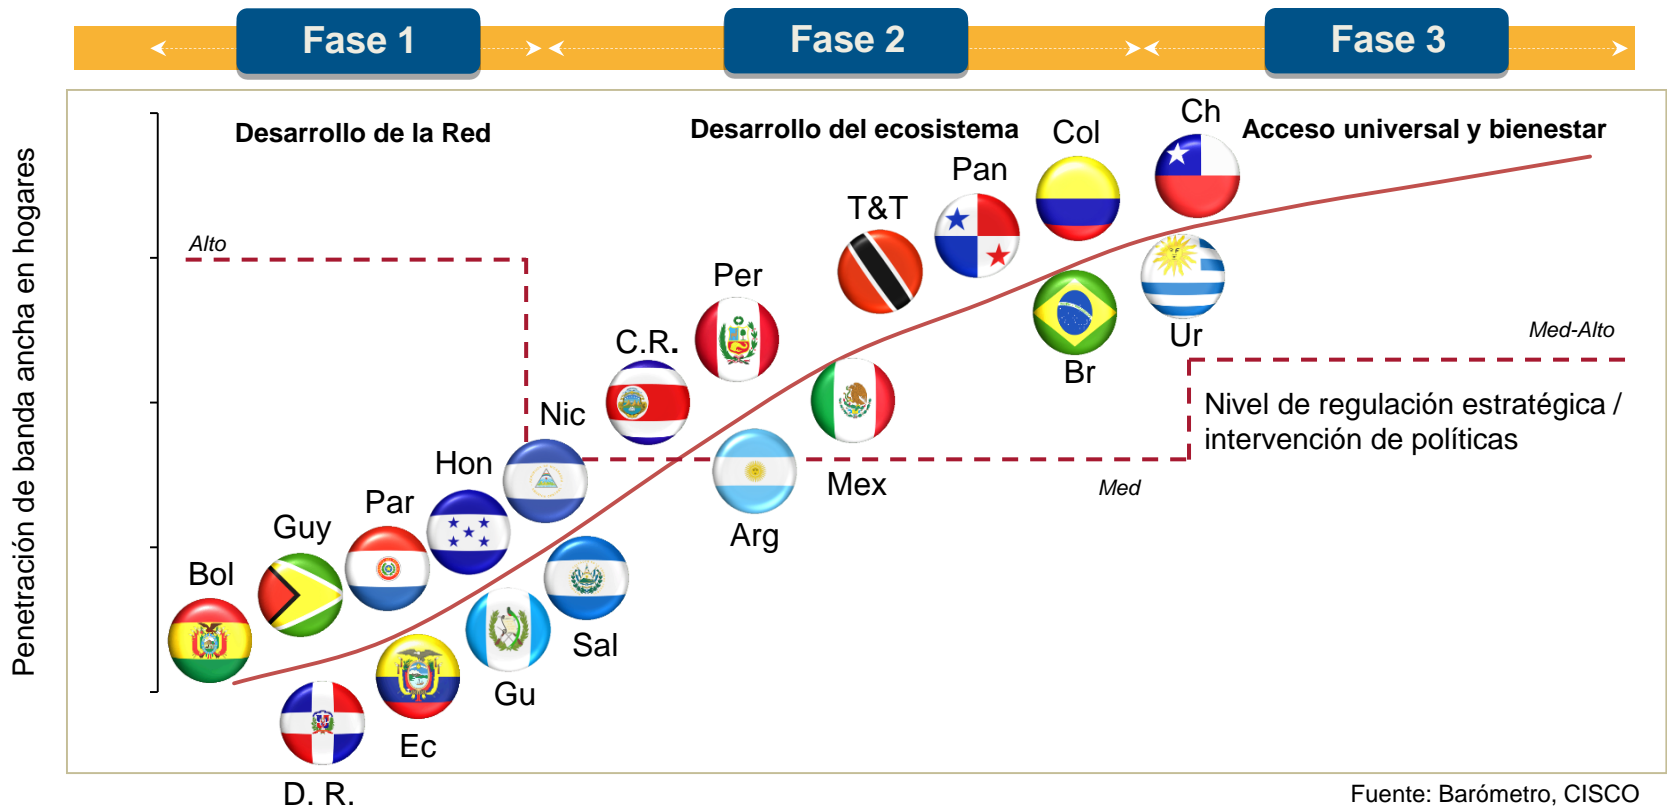 Fase 1
Fase 2
Fase 3
Penetración de banda ancha en hogares
Desarrollo de la Red
Desarrollo del ecosistema
Acceso universal y bienestar
Ch
Col
Pan
T&T
Alto
Per
Ur
Med-Alto
C.R.
Br
Nivel de regulación estratégica /
intervención de políticas
Nic
Hon
Mex
Med
Par
Arg
Guy
Bol
Sal
Gu
Ec
D. R.
Fuente: Barómetro, CISCO